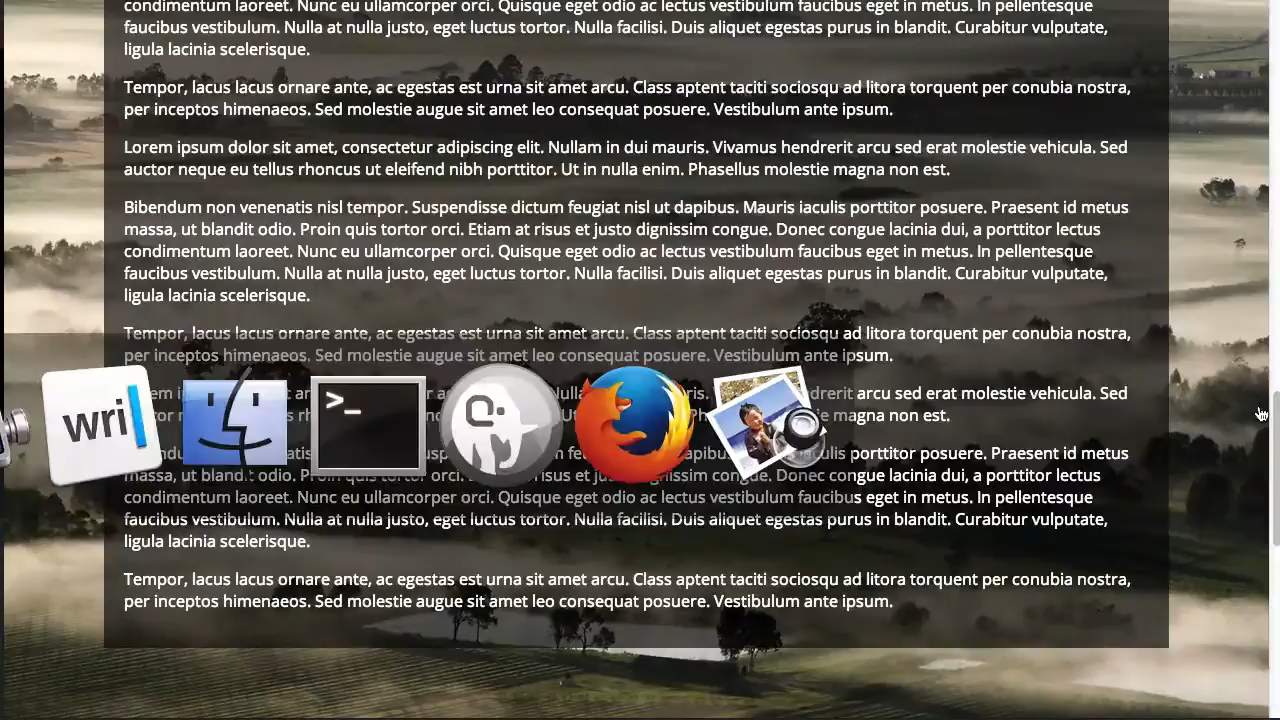 condimentum laoreet. Nunc eu ullamcorper orci. Quisque eget odio ac lectus vestibulum faucibus eget in metus. In pellentesque
faucibus vestibulum. Nulla at nulla justo, eget luctus tortor. Nulla facilisi. Duis aliquet egestas purus in blandit. Curabitur vulputate,
ligula lacinia scelerisque.
Tempor, lacus lacus ornare ante, ac egestas est urna sit amet arcu. Class aptent taciti sociosqu ad litora torquent per conubia nostra,
per inceptos himenaeos. Sed molestie augue sit amet leo consequat posuere. Vestibulum ante ipsum.
Lorem ipsum dolor sit amet, consectetur adipiscing elit. Nullam in dui mauris. Vivamus hendrerit arcu sed erat molestie vehicula. Sed
auctor neque eu tellus rhoncus ut eleifend nibh porttitor. Ut in nulla enim. Phasellus molestie magna non est.
Bibendum non venenatis nisl tempor. Suspendisse dictum feugiat nisl ut dapibus. Mauris iaculis porttitor posuere. Praesent id metus
massa, ut blandit odio. Proin quis tortor orci. Etiam at risus et justo dignissim congue. Donec congue lacinia dui, a porttitor lectus
condimentum laoreet. Nunc eu ullamcorper orci. Quisque eget odio ac lectus vestibulum faucibus eget in metus. In pellentesque
faucibus vestibulum. Nulla at nulla justo, eget luctus tortor. Nulla facilisi. Duis aliquet egestas purus in blandit. Curabitur vulputate,
ligula lacinia scelerisque.
Tempor, lacus lacus ornare ante, ac egestas est urna sit amet arcu. Class aptent taciti sociosqu ad litora torquent per conubia nostra,
per inceptos himenaeos. Sed molestie augue sit amet leo consequat posuere. Vestibulum ante ipsum.
arcu sed erat molestie vehicula. Sed
magna non est.
wri
>_
porttitor posuere. Praesent id metus
massa, ut blandit odio. Proin quis tortor orci. risus et justo dignissim congue. Donec congue lacinia dui, a porttitor lectus
condimentum laoreet. Nunc eu ullamcorper orci. Quisque eget odio ac lectus vestibulum faucibus eget in metus. In pellentesque
faucibus vestibulum. Nulla at nulla justo, eget luctus tortor. Nulla facilisi. Duis aliquet egestas purus in blandit. Curabitur vulputate,
ligula lacinia scelerisque.
Tempor, lacus lacus ornare ante, ac egestas est urna sit amet arcu. Class aptent taciti sociosqu ad litora torquent per conubia nostra,
per inceptos himenaeos. Sed molestie augue sit amet leo consequat posuere. Vestibulum ante ipsum.